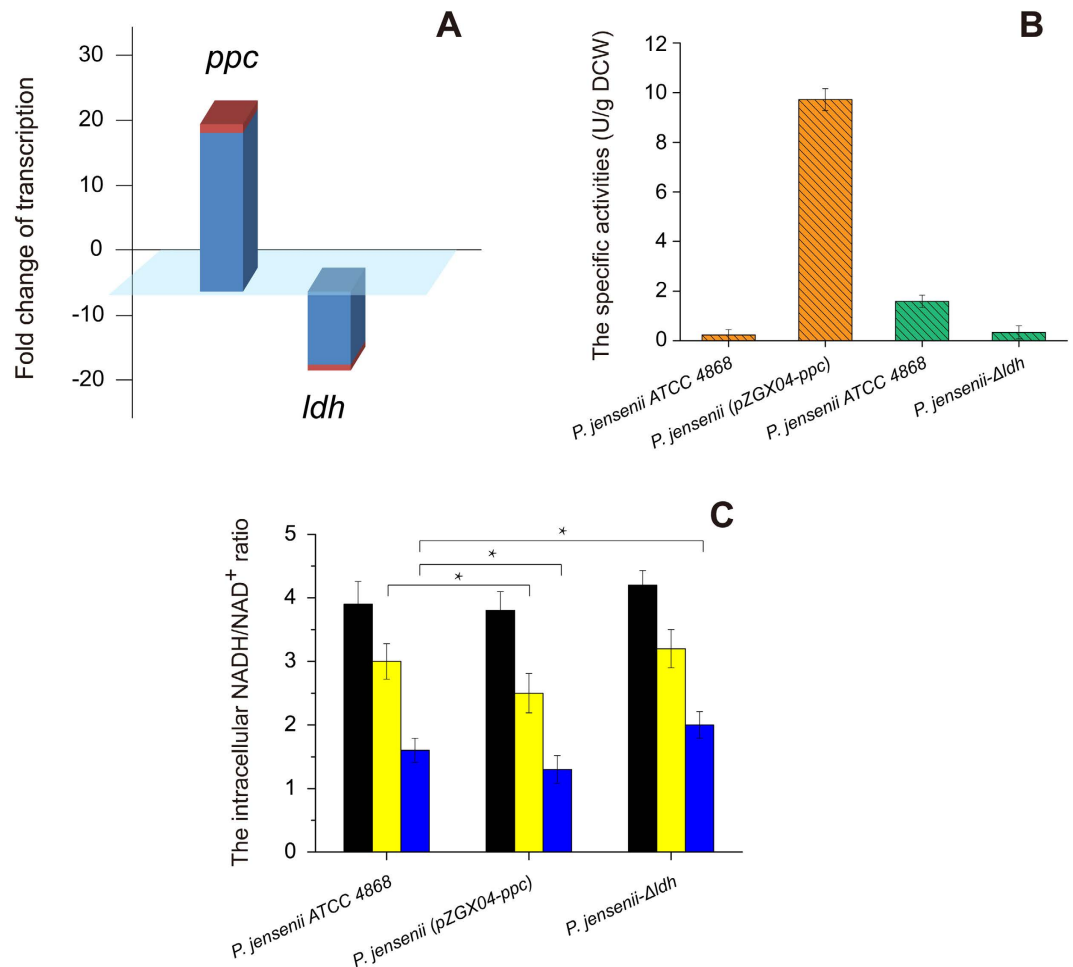 A
Fold change of transcription
30
20
10
0
-10
-20
ppc
ldh
B
The specific activities (U/g DCW)
12
10
8
6
4
2
0
P. jensenii ATCC 4868
P. jensenii (pZGX04-ppc)
P. jensenii ATCC 4868
P. jensenii-Δldh
C
The intracellular NADH/NAD⁺ ratio
5
4
3
2
1
0
*
*
*
P. jensenii ATCC 4868
P. jensenii (pZGX04-ppc)
P. jensenii-Δldh